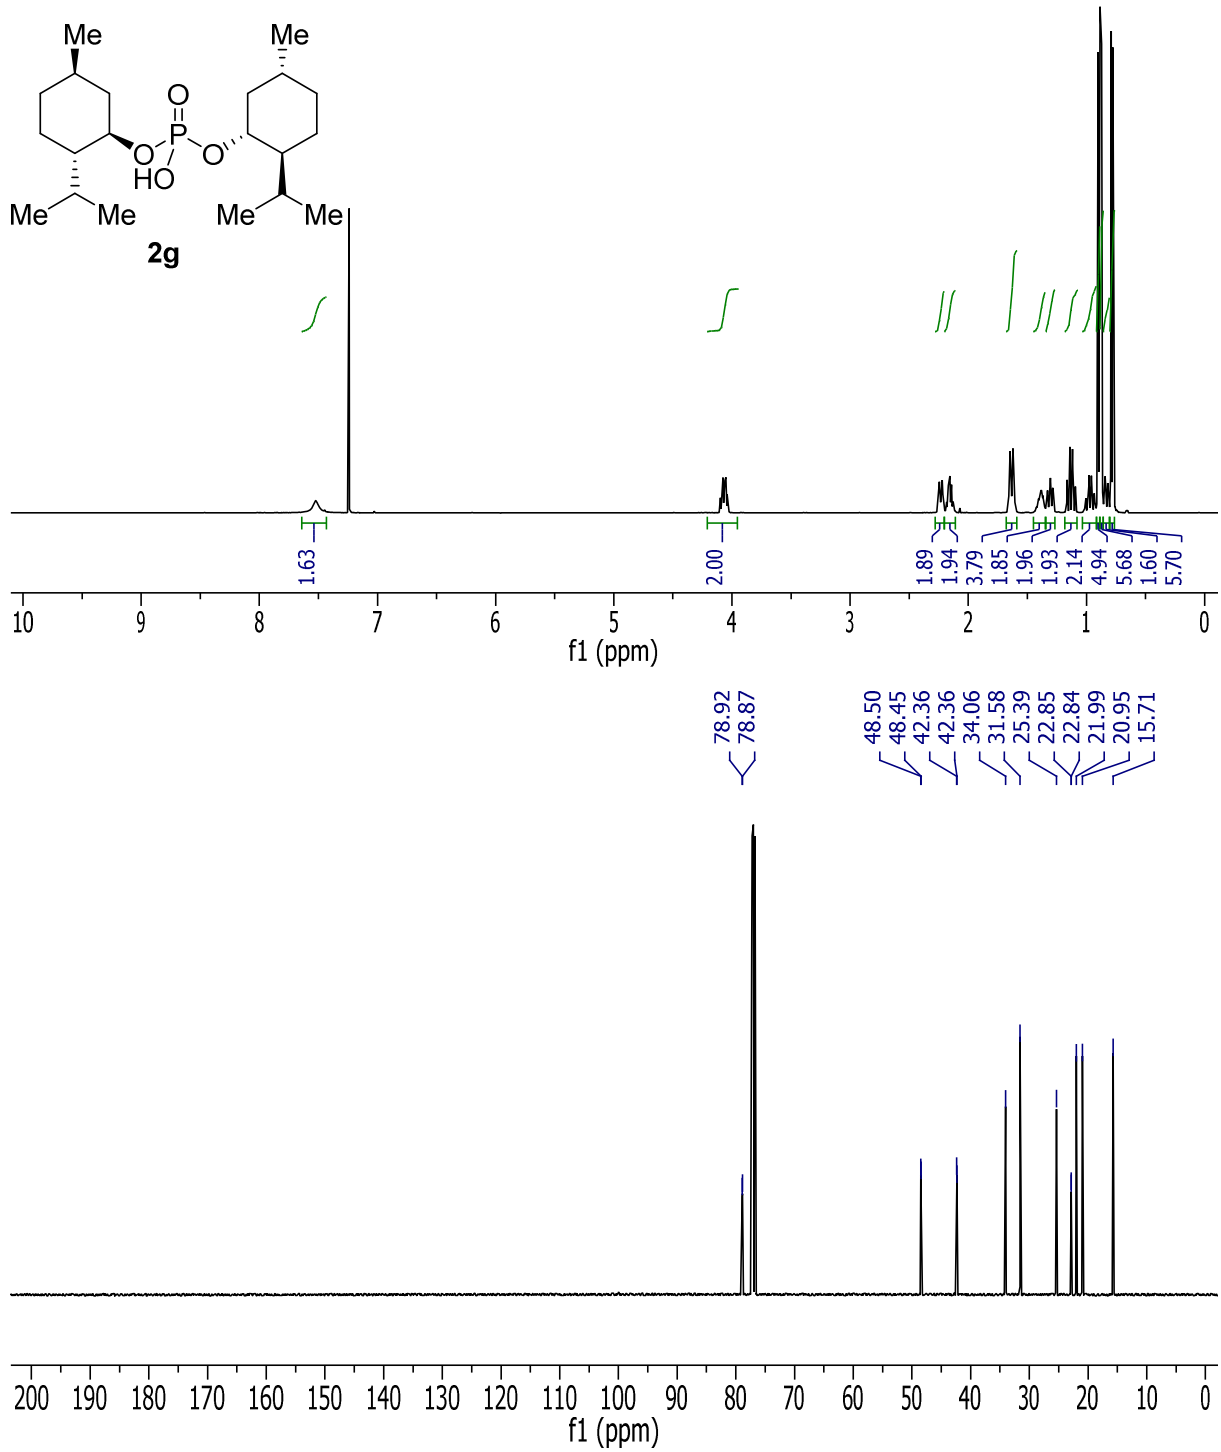 Me
Me
O
P
O
O
HO
Me
Me
Me
Me
2g
1.63
2.00
1.89
1.94
3.79
1.85
1.96
1.93
2.14
4.94
5.68
1.60
5.70
10 9 8 7 6 5 4 3 2 1 0
f1 (ppm)
78.92
78.87
48.50
48.45
42.36
42.36
34.06
31.58
25.39
22.85
22.84
21.99
20.95
15.71
200 190 180 170 160 150 140 130 120 110 100 90 80 70 60 50 40 30 20 10 0
f1 (ppm)